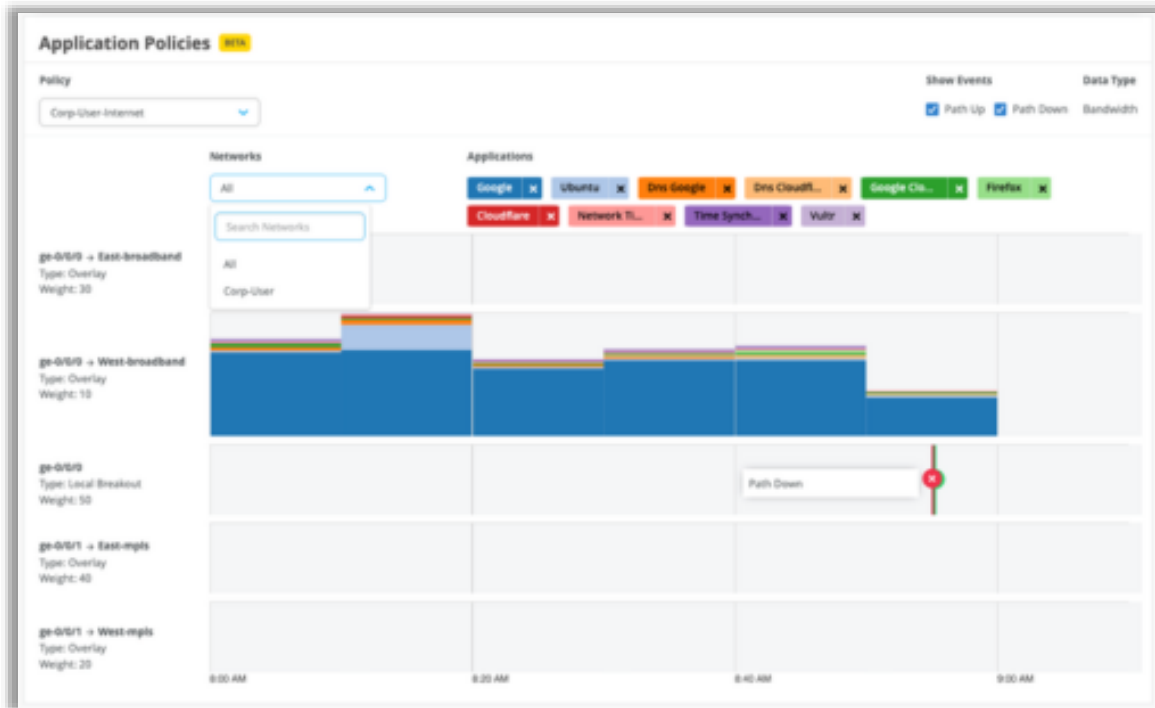 Application Policies BETA
Policy
Show Events
Data Type
Corp-User-Internet
Path Up
Path Down
Bandwidth
Networks
Applications
All
Google
Ubuntu
Dns Google
Dns Cloudfl...
Google Clo...
Firefox
Cloudflare
Network Ti...
Time Synch...
Vultr
Search Networks
All
Corp-User
ge-0/0/0 → East-broadband
Type: Overlay
Weight: 30
ge-0/0/0 → West-broadband
Type: Overlay
Weight: 10
ge-0/0/0
Type: Local Breakout
Weight: 50
Path Down
ge-0/0/1 → East-mpls
Type: Overlay
Weight: 40
ge-0/0/1 → West-mpls
Type: Overlay
Weight: 20
8:00 AM
8:20 AM
8:40 AM
9:00 AM